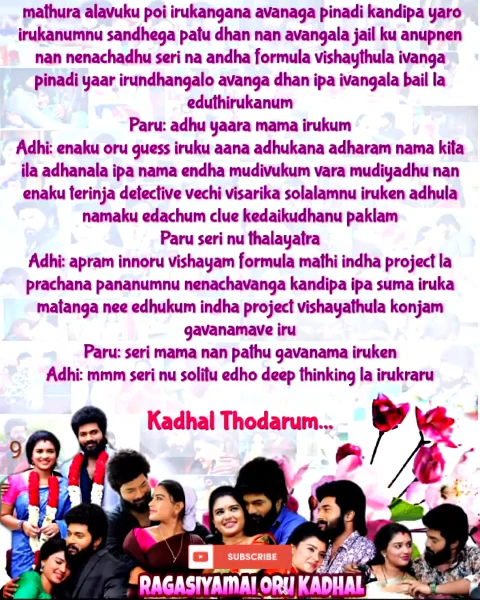 mathura alavuku poi irukangana avanaga pinadi kandipa yaro
irukanumnu sandhega patu dhan nan avangala jail ku anupnen
nan nenachadhu seri na andha formula vishaythula ivanga
pinadi yaar irundhangalo avanga dhan ipa ivangala bail la
eduthirukanum
Paru: adhu yaara mama irukum
Adhi: enaku oru guess iruku aana adhukana adharam nama kita
ila adhanala ipa nama endha mudivukum vara mudiyadhu nan
enaku terinja detective vechi visarika solalamnu iruken adhula
namaku edachum clue kedaikudhanu paklam
Paru seri nu thalayatra
Adhi: apram innoru vishayam formula mathi indha project la
prachana pananumnu nenachavanga kandipa ipa suma iruka
matanga nee edhukum indha project vishayathula konjam
gavanamave iru
Paru: seri mama nan pathu gavanama iruken
Adhi: mmm seri nu solitu edho deep thinking la irukraru
Kadhal Thodarum...
9
SUBSCRIBE
RAGASIYAMAI ORU KADHAL